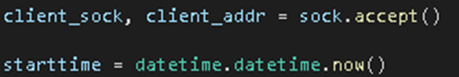 client_sock, client_addr = sock.accept()
starttime = datetime.datetime.now()